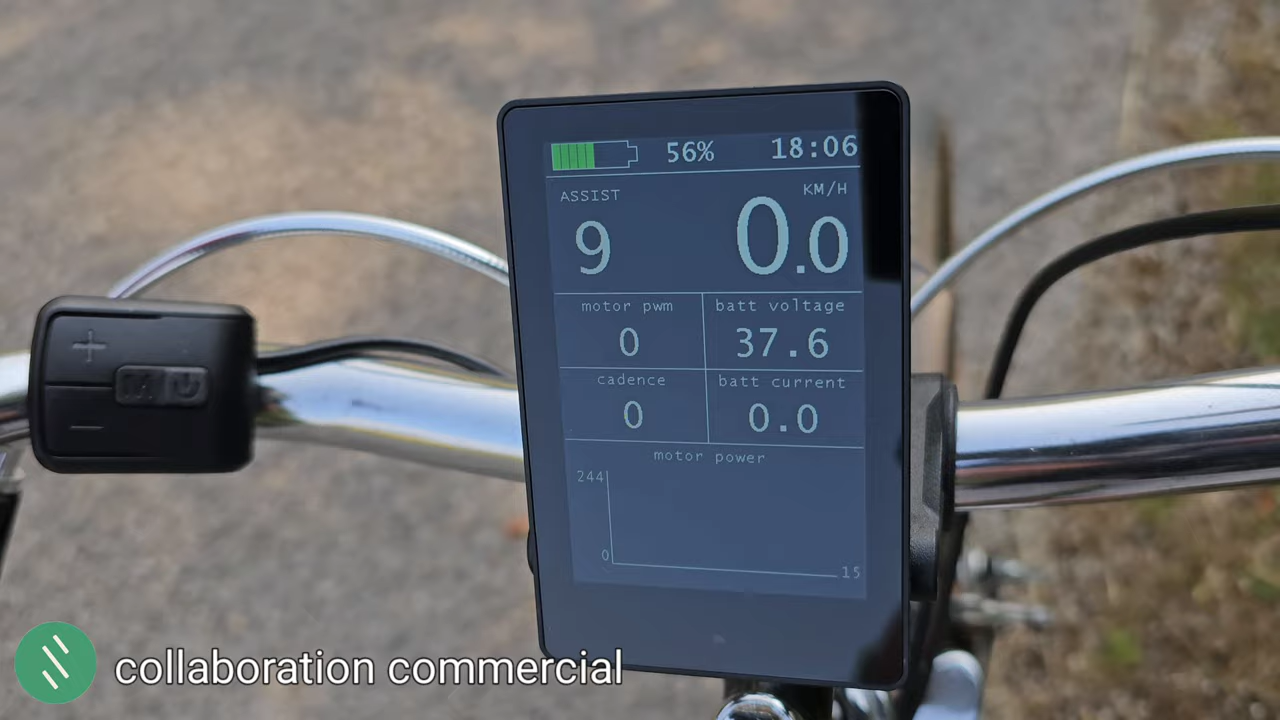 56% 18:06
ASSIST KM/H
9 0.0
motor pwm batt voltage
0 37.6
cadence batt current
0 0.0
motor power
244
0
15
+
M
−
collaboration commercial